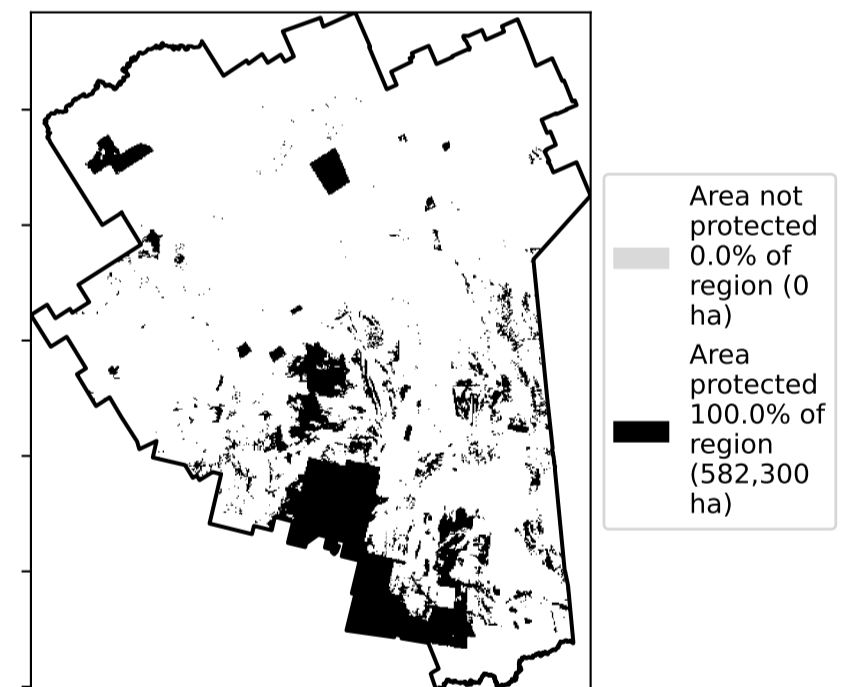 Area not
protected
0.0% of
region (0
ha)
Area
protected
100.0% of
region
(582,300
ha)